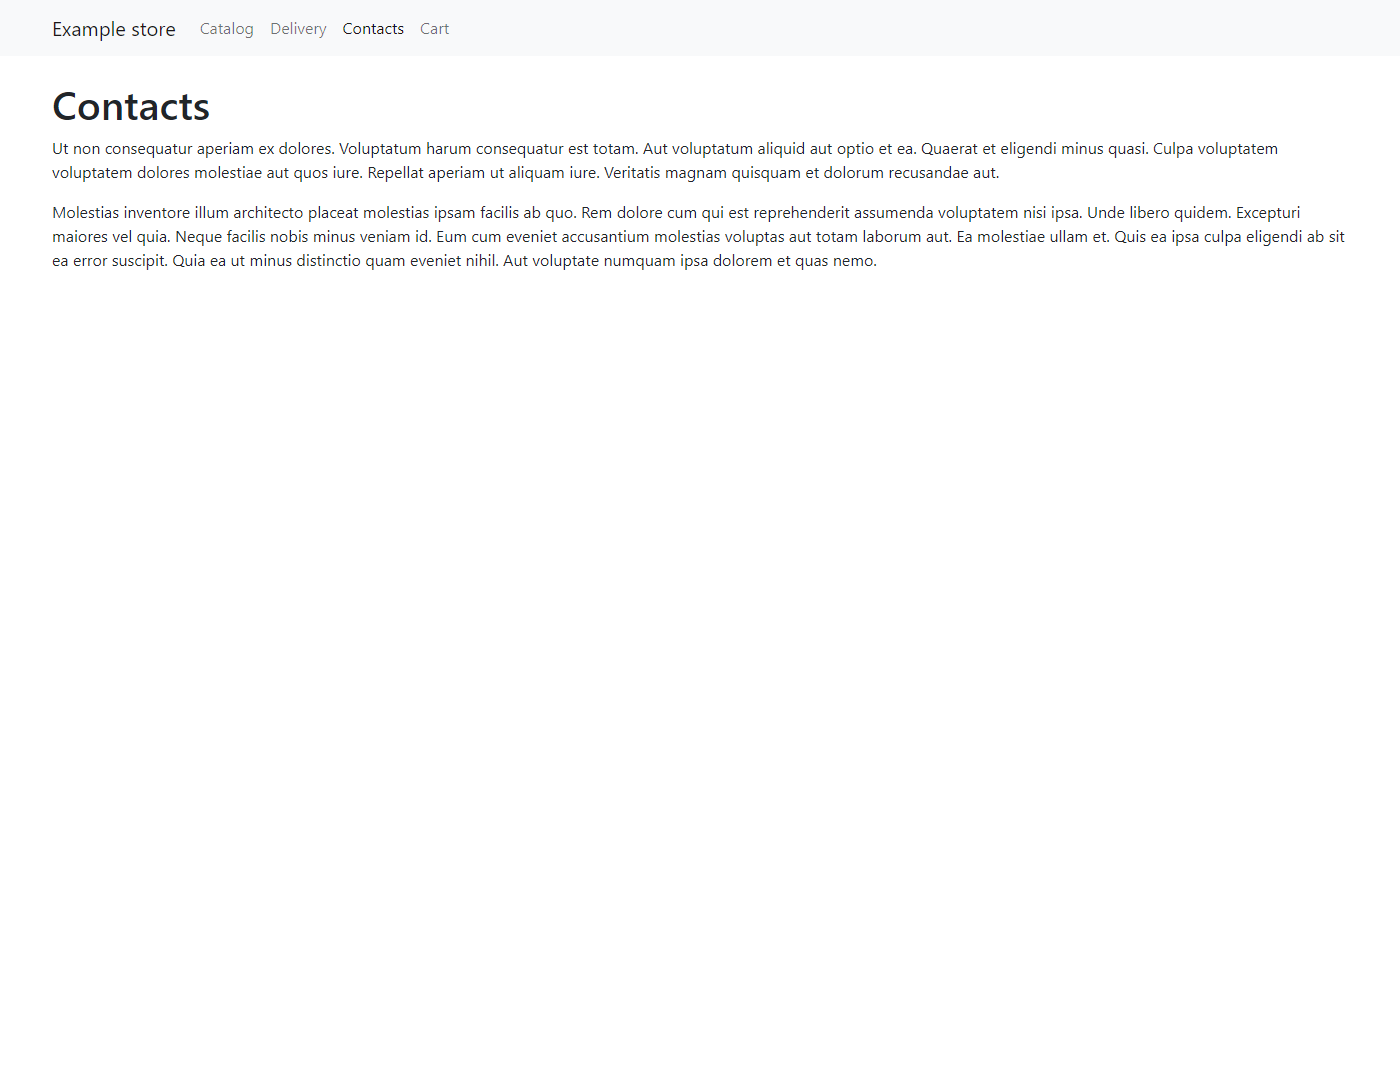 Example store Catalog Delivery Contacts Cart
Contacts
Ut non consequatur aperiam ex dolores. Voluptatum harum consequatur est totam. Aut voluptatum aliquid aut optio et ea. Quaerat et eligendi minus quasi. Culpa voluptatem
voluptatem dolores molestiae aut quos iure. Repellat aperiam ut aliquam iure. Veritatis magnam quisquam et dolorum recusandae aut.
Molestias inventore illum architecto placeat molestias ipsam facilis ab quo. Rem dolore cum qui est reprehenderit assumenda voluptatem nisi ipsa. Unde libero quidem. Excepturi
maiores vel quia. Neque facilis nobis minus veniam id. Eum cum eveniet accusantium molestias voluptas aut totam laborum aut. Ea molestiae ullam et. Quis ea ipsa culpa eligendi ab sit
ea error suscipit. Quia ea ut minus distinctio quam eveniet nihil. Aut voluptate numquam ipsa dolorem et quas nemo.